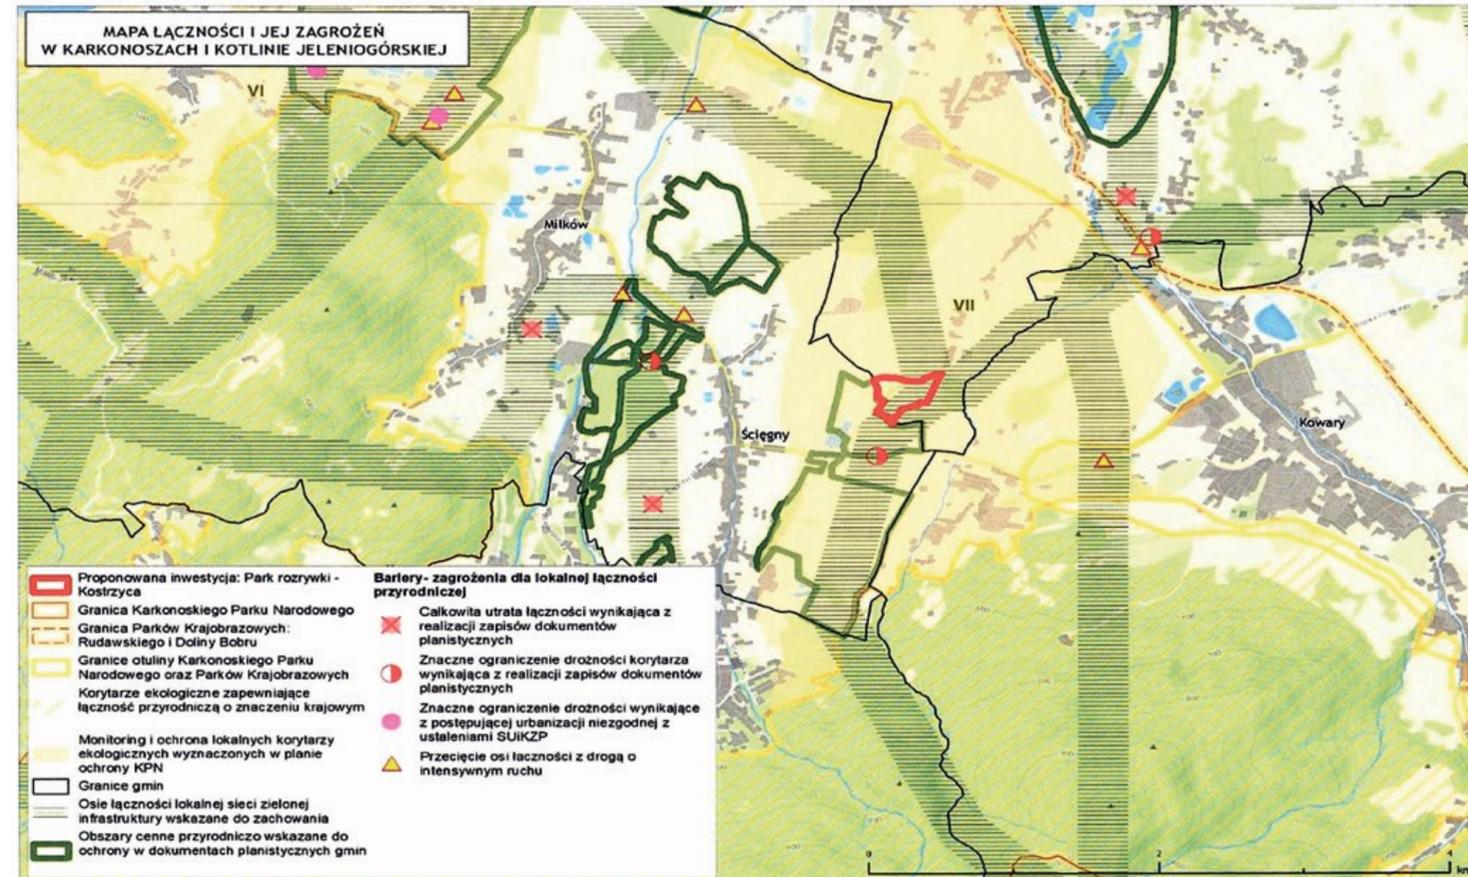 MAPA ŁĄCZNOŚCI I JEJ ZAGROŻEŃ
W KARKONOSZACH I KOTLINIE JELENIOGÓRSKIEJ
VI
Miłków
VII
Ścięgny
Kowary
Proponowana inwestycja: Park rozrywki -
Kostrzyca
Granica Karkonoskiego Parku Narodowego
Granica Parków Krajobrazowych:
Rudawskiego i Doliny Bobru
Granice otuliny Karkonoskiego Parku
Narodowego oraz Parków Krajobrazowych
Korytarze ekologiczne zapewniające
łączność przyrodniczą o znaczeniu krajowym
Monitoring i ochrona lokalnych korytarzy
ekologicznych wyznaczonych w planie
ochrony KPN
Granice gmin
Osie łączności lokalnej sieci zielonej
infrastruktury wskazane do zachowania
Obszary cenne przyrodniczo wskazane do
ochrony w dokumentach planistycznych gmin
Bariery- zagrożenia dla lokalnej łączności
przyrodniczej
Całkowita utrata łączności wynikająca z
realizacji zapisów dokumentów
planistycznych
Znaczne ograniczenie drożności korytarza
wynikająca z realizacji zapisów dokumentów
planistycznych
Znaczne ograniczenie drożności wynikające
z postępującej urbanizacji niezgodnej z
ustaleniami SUiKZP
Przecięcie osi łaczności z drogą o
intensywnym ruchu
0
2
4
km